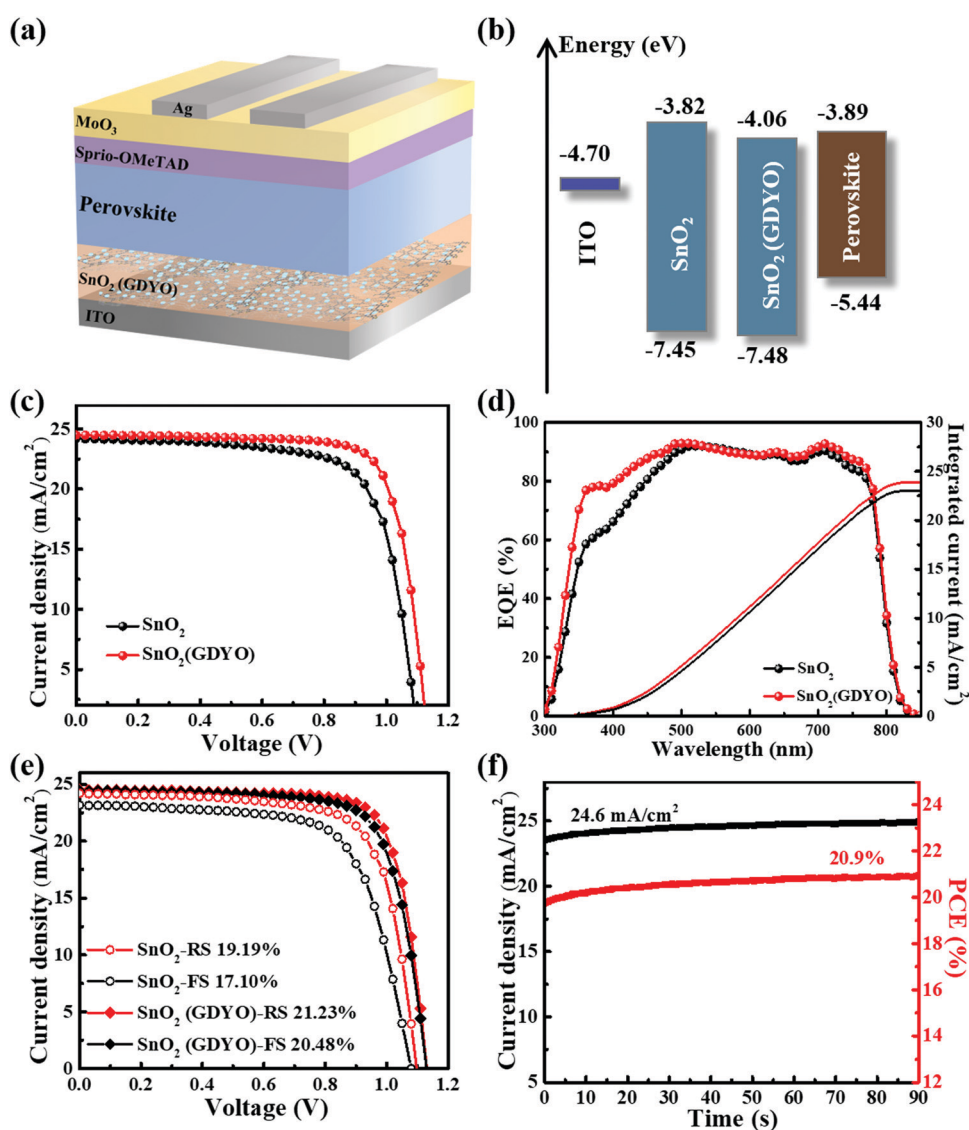 (a)
Ag
MoO3
Sprio-OMeTAD
Perovskite
SnO2 (GDYO)
ITO
(b)
Energy (eV)
-4.70
ITO
-3.82
SnO2
-7.45
-4.06
SnO2 (GDYO)
-7.48
-3.89
Perovskite
-5.44
(c)
Current density (mA/cm2)
25
20
15
10
5
SnO2
SnO2(GDYO)
0.0 0.2 0.4 0.6 0.8 1.0 1.2
Voltage (V)
(d)
EQE (%)
100
80
60
40
20
0
Integrated current (mA/cm2)
30
25
20
15
10
5
0
SnO2
SnO2(GDYO)
300 400 500 600 700 800
Wavelength (nm)
(e)
Current density (mA/cm2)
25
20
15
10
5
0
SnO2-RS 19.19%
SnO2-FS 17.10%
SnO2 (GDYO)-RS 21.23%
SnO2 (GDYO)-FS 20.48%
0.0 0.2 0.4 0.6 0.8 1.0 1.2
Voltage (V)
(f)
Current density (mA/cm2)
25
20
15
10
5
24.6 mA/cm2
20.9%
PCE (%)
24
22
20
18
16
14
12
0 10 20 30 40 50 60 70 80 90
Time (s)